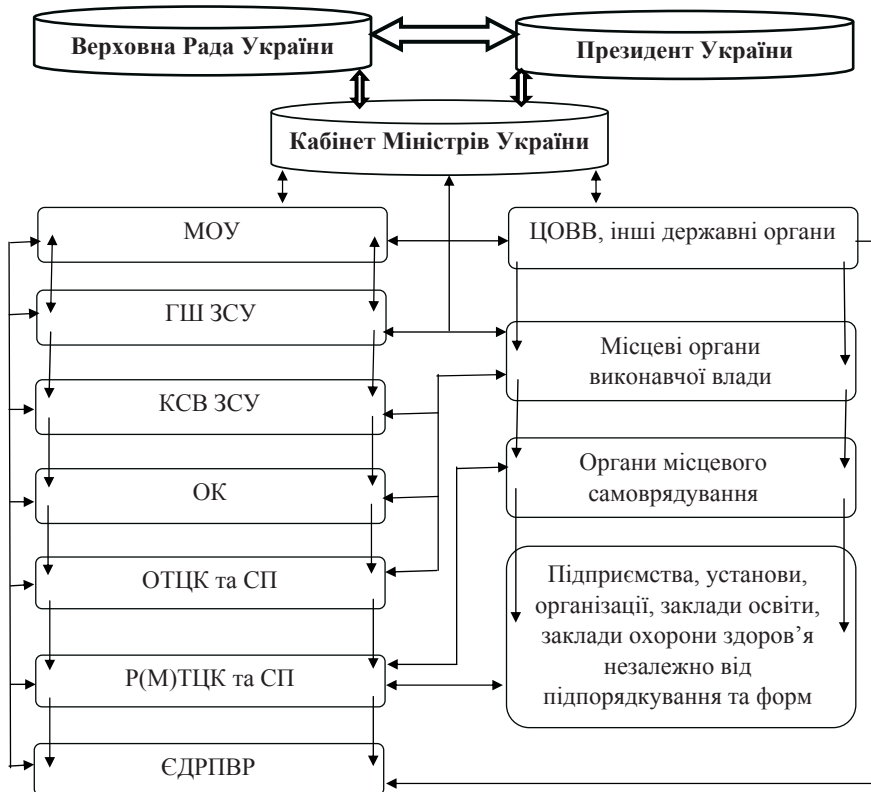 Верховна Рада України
Президент України
Кабінет Міністрів України
МОУ
ГШ ЗСУ
КСВ ЗСУ
ОК
ОТЦК та СП
Р(М)ТЦК та СП
ЄДРПВР
ЦОВВ, інші державні органи
Місцеві органи
виконавчої влади
Органи місцевого
самоврядування
Підприємства, установи,
організації, заклади освіти,
заклади охорони здоров’я
незалежно від
підпорядкування та форм